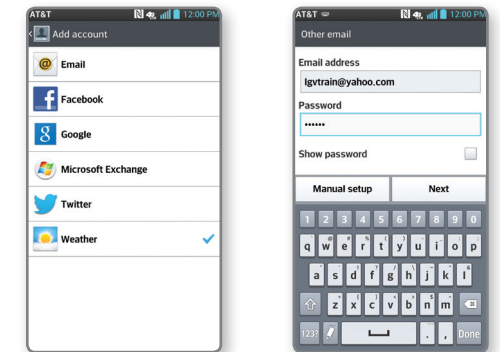 AT&T 12:00 PM
Add account
Email
Facebook
Google
Microsoft Exchange
Twitter
Weather
AT&T 12:00 PM
Other email
Email address
lgvtrain@yahoo.com
Password
••••••
Show password
Manual setup Next
1 2 3 4 5 6 7 8 9 0
q w e r t y u i o p
a s d f g h j k l
z x c v b n m
123? . , Done